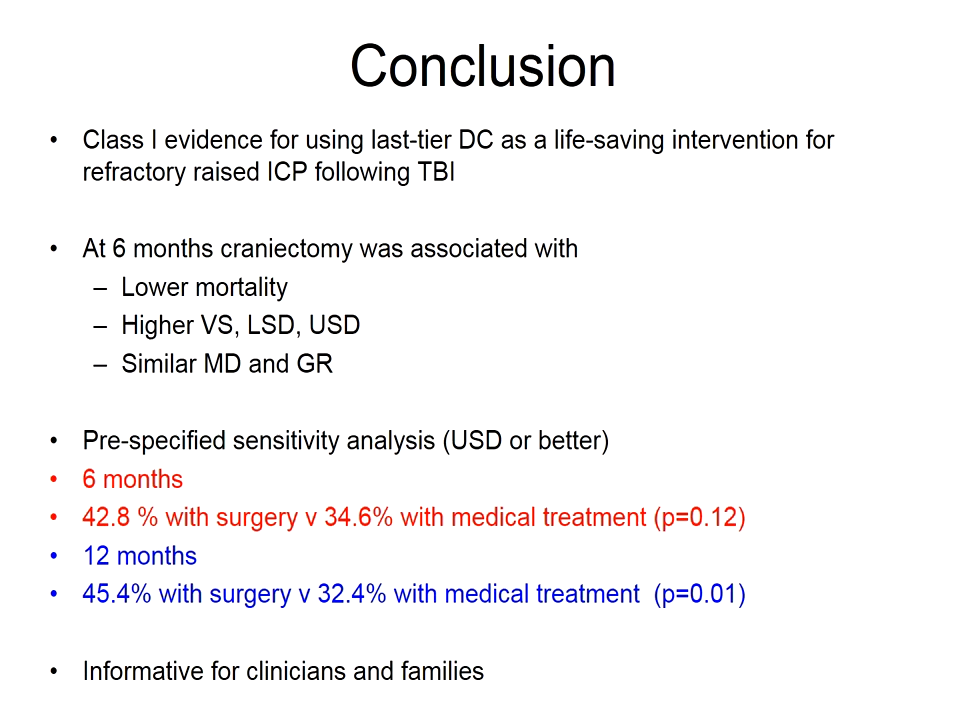 Conclusion
• Class I evidence for using last-tier DC as a life-saving intervention for
refractory raised ICP following TBI
• At 6 months craniectomy was associated with
– Lower mortality
– Higher VS, LSD, USD
– Similar MD and GR
• Pre-specified sensitivity analysis (USD or better)
• 6 months
• 42.8 % with surgery v 34.6% with medical treatment (p=0.12)
• 12 months
• 45.4% with surgery v 32.4% with medical treatment (p=0.01)
• Informative for clinicians and families